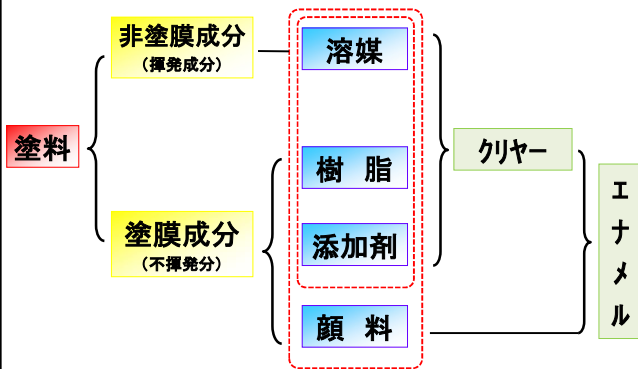 非塗膜成分
(揮発成分)
溶媒
塗料
樹 脂
クリヤー
塗膜成分
(不揮発分)
添加剤
顔 料
エナメル